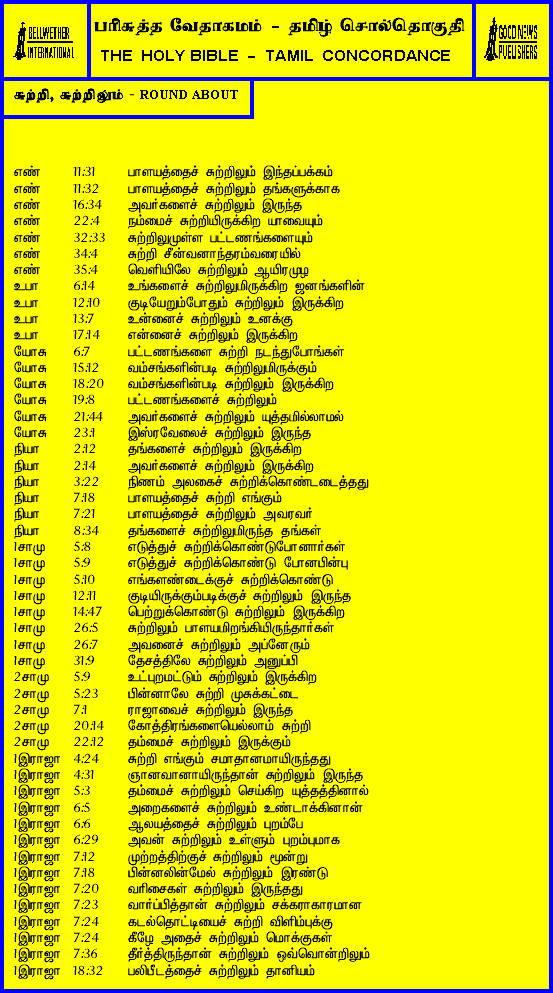 BELLWETHER
INTERNATIONAL
பரிசுத்த வேதாகமம் - தமிழ் சொல்தொகுதி
THE HOLY BIBLE - TAMIL CONCORDANCE
GOOD NEWS
PUBLISHERS
சுற்றி, சுற்றிலும் - ROUND ABOUT
எண் 11:31 பாளயத்தைச் சுற்றிலும் இந்தப்பக்கம்
எண் 11:32 பாளயத்தைச் சுற்றிலும் தங்களுக்காக
எண் 16:34 அவர்களைச் சுற்றிலும் இருந்த
எண் 22:4 நம்மைச் சுற்றியிருக்கிற யாவையும்
எண் 32:33 சுற்றிலுமுள்ள பட்டணங்களையும்
எண் 34:4 சுற்றி சீன்வனாந்தரம்வரையில்
எண் 35:4 வெளியிலே சுற்றிலும் ஆயிரமுழ
உபா 6:14 உங்களைச் சுற்றிலுமிருக்கிற ஜனங்களின்
உபா 12:10 குடியேறும்போதும் சுற்றிலும் இருக்கிற
உபா 13:7 உன்னைச் சுற்றிலும் உனக்கு
உபா 17:14 என்னைச் சுற்றிலும் இருக்கிற
யோசு 6:7 பட்டணங்களை சுற்றி நடந்துபோங்கள்
யோசு 15:12 வம்சங்களின்படி சுற்றிலுமிருக்கும்
யோசு 18:20 வம்சங்களின்படி சுற்றிலும் இருக்கிற
யோசு 19:8 பட்டணங்களைச் சுற்றிலும்
யோசு 21:44 அவர்களைச் சுற்றிலும் யுத்தமில்லாமல்
யோசு 23:1 இஸ்ரவேலைச் சுற்றிலும் இருந்த
நியா 2:12 தங்களைச் சுற்றிலும் இருக்கிற
நியா 2:14 அவர்களைச் சுற்றிலும் இருக்கிற
நியா 3:22 நிணம் அலகைச் சுற்றிக்கொண்டடைத்தது
நியா 7:18 பாளயத்தைச் சுற்றி எங்கும்
நியா 7:21 பாளயத்தைச் சுற்றிலும் அவரவர்
நியா 8:34 தங்களைச் சுற்றிலுமிருந்த தங்கள்
1சாமு 5:8 எடுத்துச் சுற்றிக்கொண்டுபோனார்கள்
1சாமு 5:9 எடுத்துச் சுற்றிக்கொண்டு போனபின்பு
1சாமு 5:10 எங்களண்டைக்குச் சுற்றிக்கொண்டு
1சாமு 12:11 குடியிருக்கும்படிக்குச் சுற்றிலும் இருந்த
1சாமு 14:47 பெற்றுக்கொண்டு சுற்றிலும் இருக்கிற
1சாமு 26:5 சுற்றிலும் பாளயமிறங்கியிருந்தார்கள்
1சாமு 26:7 அவனைச் சுற்றிலும் அப்னேரும்
1சாமு 31:9 தேசத்திலே சுற்றிலும் அனுப்பி
2சாமு 5:9 உட்புறமட்டும் சுற்றிலும் இருக்கிற
2சாமு 5:23 பின்னாலே சுற்றி முசுக்கட்டை
2சாமு 7:1 ராஜாவைச் சுற்றிலும் இருந்த
2சாமு 20:14 கோத்திரங்களையெல்லாம் சுற்றி
2சாமு 22:12 தம்மைச் சுற்றிலும் இருக்கும்
1இராஜா 4:24 சுற்றி எங்கும் சமாதானமாயிருந்தது
1இராஜா 4:31 ஞானவானாயிருந்தான் சுற்றிலும் இருந்த
1இராஜா 5:3 தம்மைச் சுற்றிலும் செய்கிற யுத்தத்தினால்
1இராஜா 6:5 அறைகளைச் சுற்றிலும் உண்டாக்கினான்
1இராஜா 6:6 ஆலயத்தைச் சுற்றிலும் புறம்பே
1இராஜா 6:29 அவன் சுற்றிலும் உள்ளும் புறம்புமாக
1இராஜா 7:12 முற்றத்திற்குச் சுற்றிலும் மூன்று
1இராஜா 7:18 பின்னலின்மேல் சுற்றிலும் இரண்டு
1இராஜா 7:20 வரிசைகள் சுற்றிலும் இருந்தது
1இராஜா 7:23 வார்ப்பித்தான் சுற்றிலும் சக்கராகாரமான
1இராஜா 7:24 கடல்தொட்டியைச் சுற்றி விளிம்புக்கு
1இராஜா 7:24 கீழே அதைச் சுற்றிலும் மொக்குகள்
1இராஜா 7:36 தீர்த்திருந்தான் சுற்றிலும் ஒவ்வொன்றிலும்
1இராஜா 18:32 பலிபீடத்தைச் சுற்றிலும் தானியம்